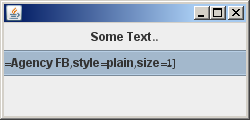 Some Text..
=Agency FB,style=plain,size=1]